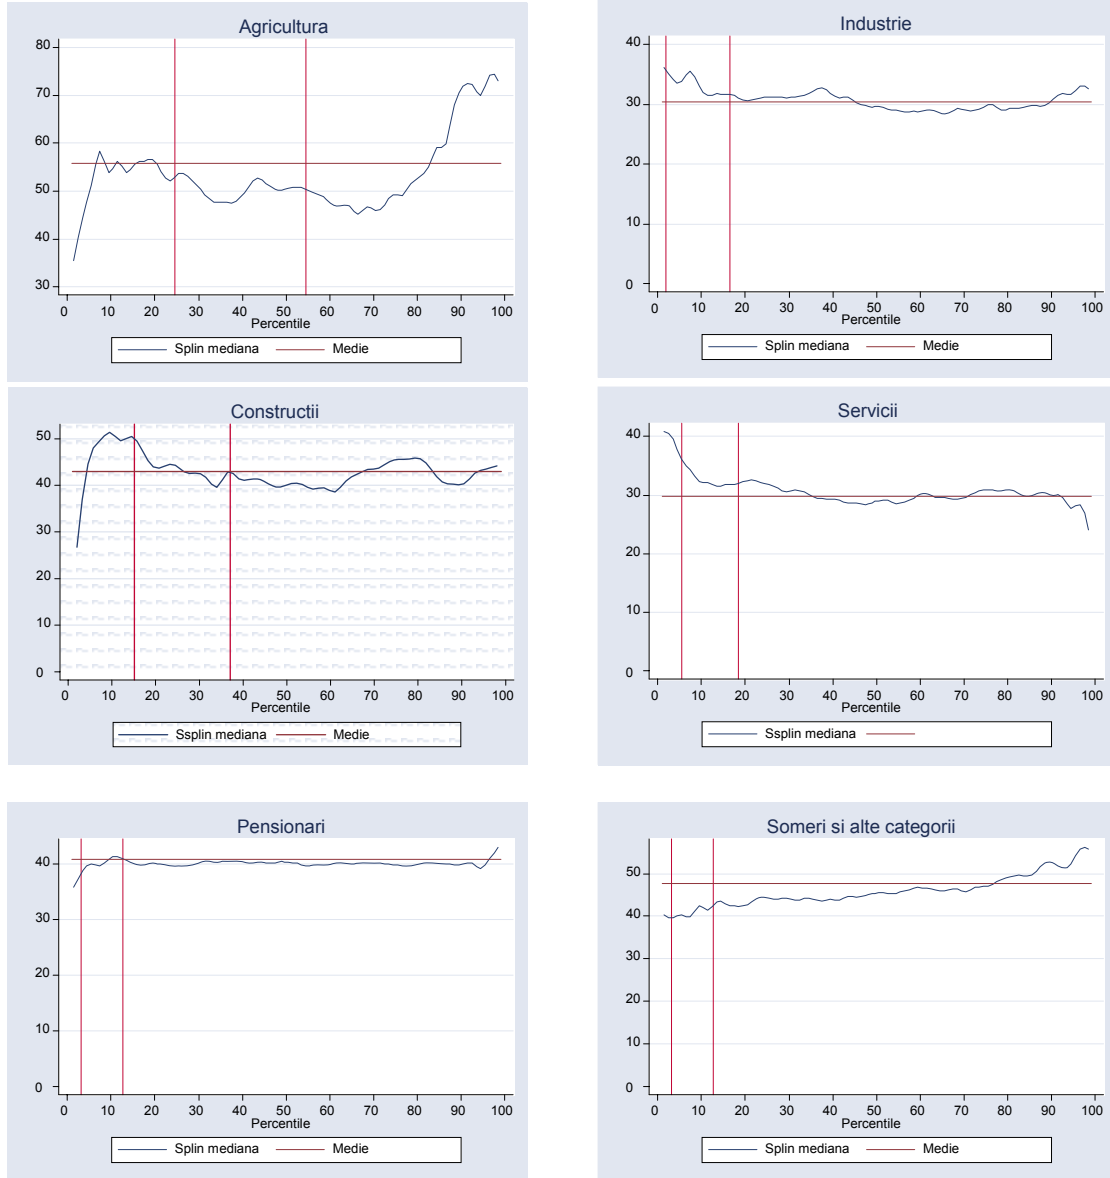 Agricultura
80
70
60
50
40
30
0 10 20 30 40 50 60 70 80 90 100
Percentile
Splin mediana Medie
Industrie
40
30
20
10
0
0 10 20 30 40 50 60 70 80 90 100
Percentile
Splin mediana Medie
Constructii
50
40
30
20
10
0
0 10 20 30 40 50 60 70 80 90 100
Percentile
Ssplin mediana Medie
Servicii
40
30
20
10
0
0 10 20 30 40 50 60 70 80 90 100
Percentile
Ssplin mediana
Pensionari
40
30
20
10
0
0 10 20 30 40 50 60 70 80 90 100
Percentile
Splin mediana Medie
Someri si alte categorii
50
40
30
20
10
0
0 10 20 30 40 50 60 70 80 90 100
Percentile
Splin mediana Medie